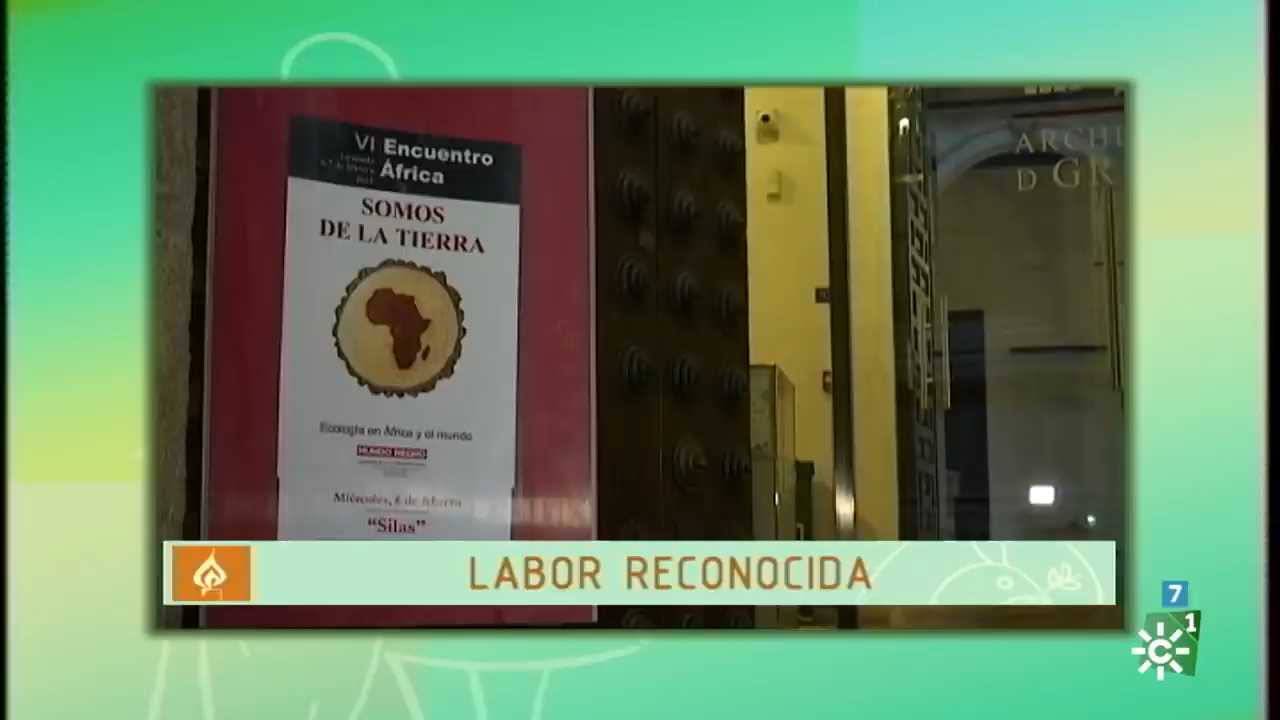 VI Encuentro
África
SOMOS
DE LA TIERRA
Ecología en África y el mundo
MUNDO NEGRO
Miércoles, 6 de febrero
“Silas”
ARCHI
D GR
LABOR RECONOCIDA
7
1